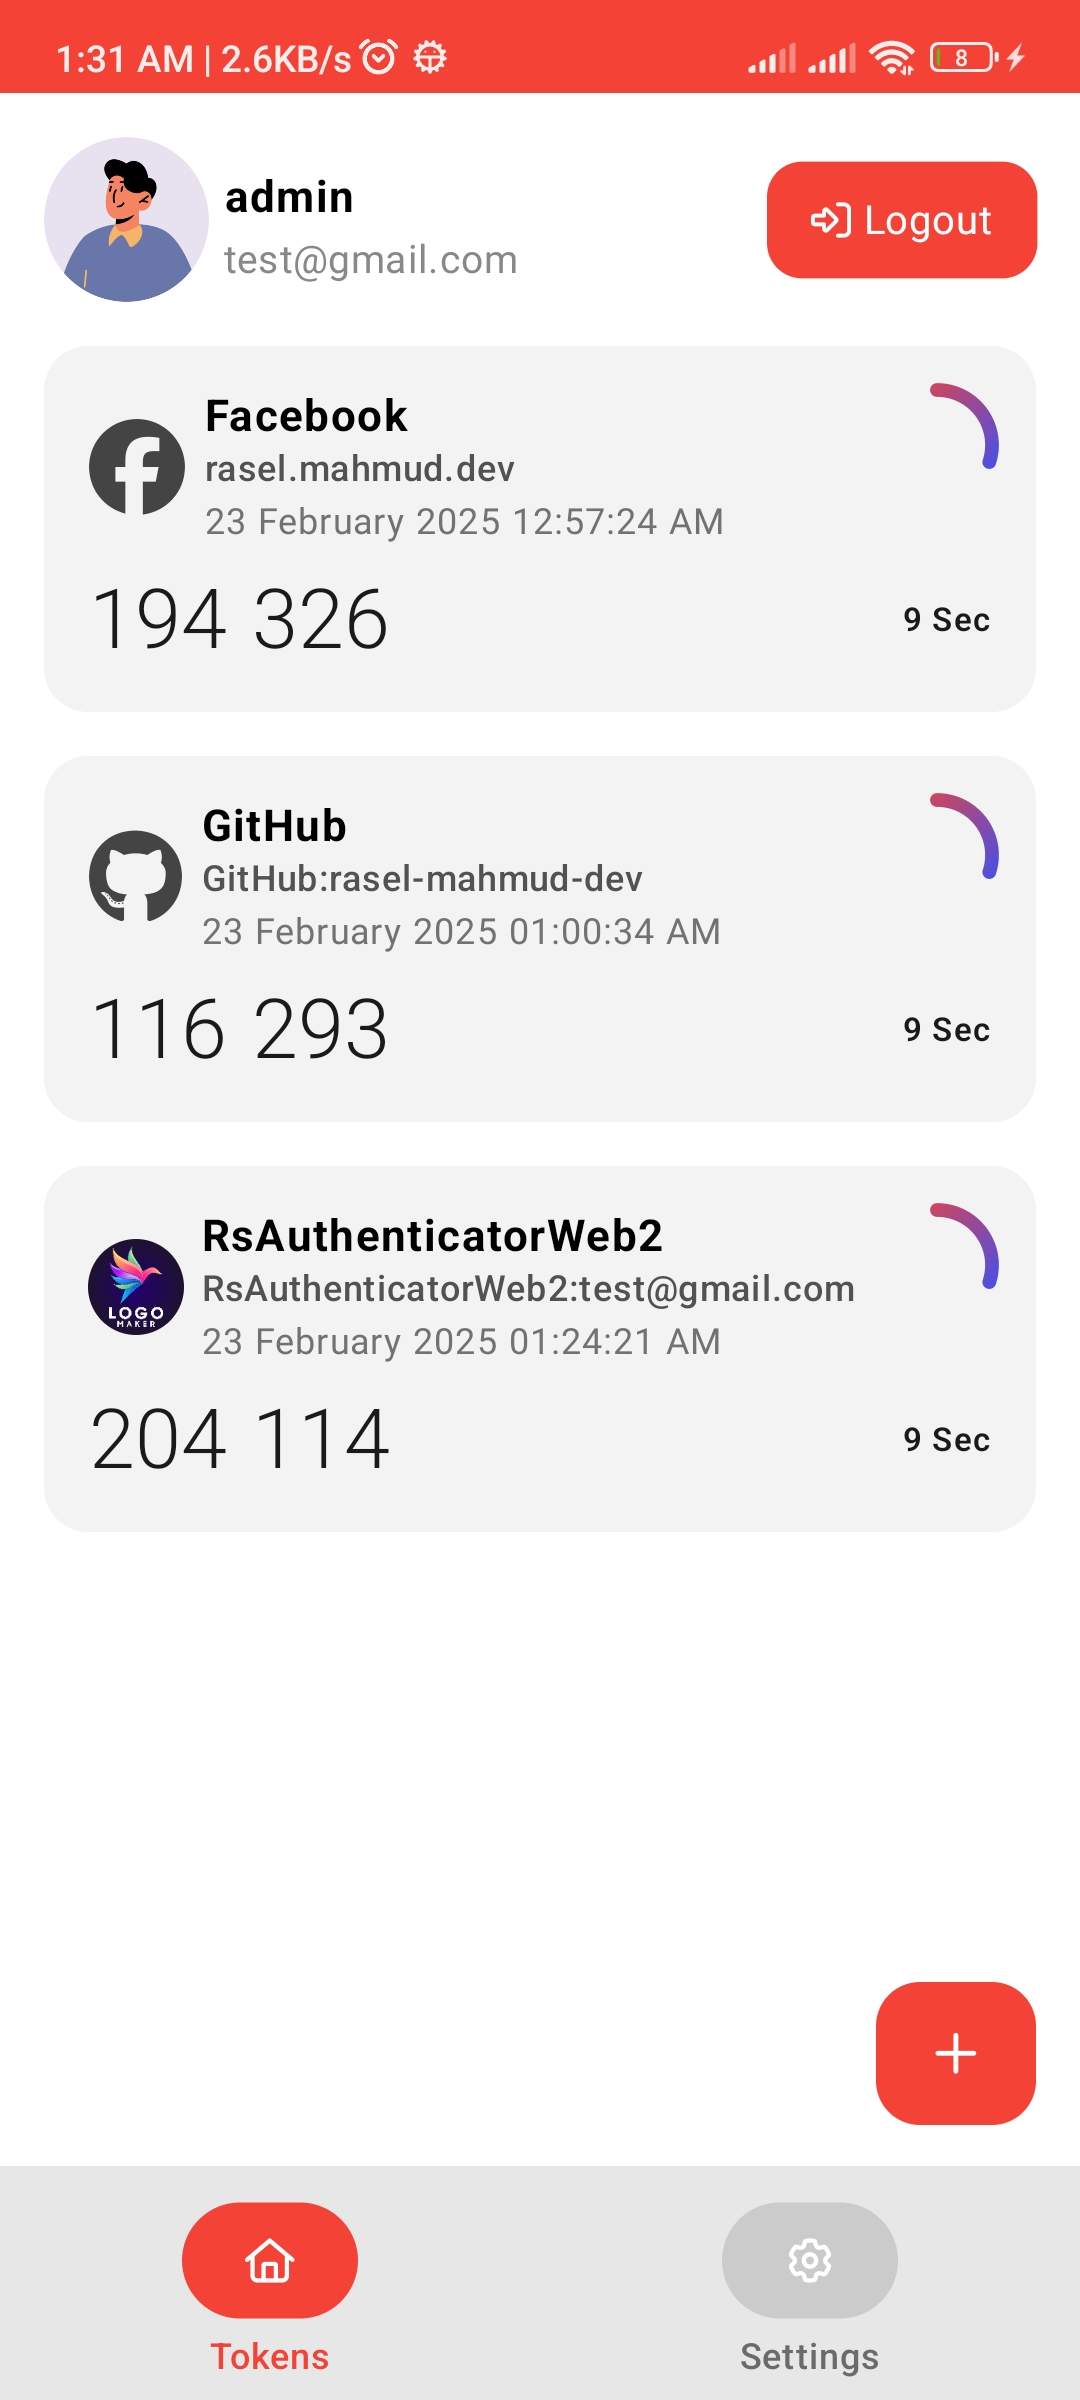 1:31 AM | 2.6KB/s 8
admin
test@gmail.com
Logout
Facebook
rasel.mahmud.dev
23 February 2025 12:57:24 AM
194 326
9 Sec
GitHub
GitHub:rasel-mahmud-dev
23 February 2025 01:00:34 AM
116 293
9 Sec
LOGO
MAKER
RsAuthenticatorWeb2
RsAuthenticatorWeb2:test@gmail.com
23 February 2025 01:24:21 AM
204 114
9 Sec
Tokens
Settings